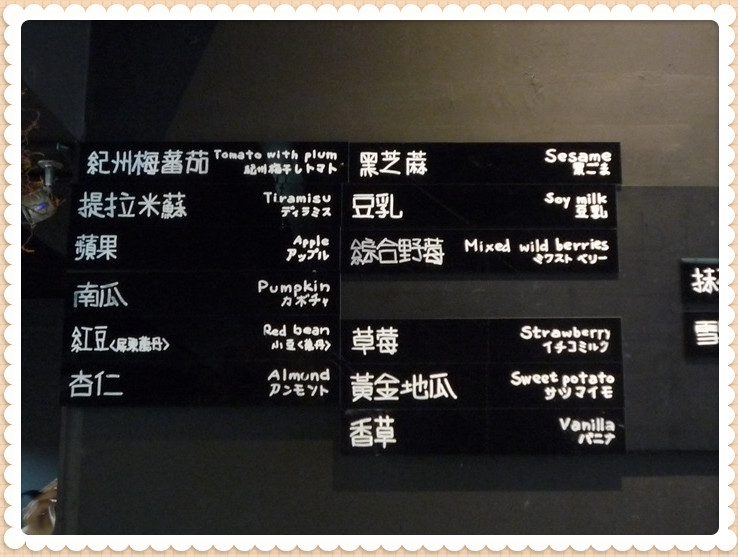 紀州梅蕃茄 Tomato with plum
紀州梅干しトマト
提拉米蘇 Tiramisu
ティラミス
蘋果 Apple
アップル
南瓜 Pumpkin
カボチャ
紅豆 Red bean
小豆
杏仁 Almond
アンモンド
黑芝蔴 Sesame
黒ごま
豆乳 Soy milk
豆乳
綜合野莓 Mixed wild berries
ミクスト ベリー
草莓 Strawberry
イチゴミルク
黃金地瓜 Sweet potato
サツマイモ
香草 Vanilla
バニナ
抹
雪